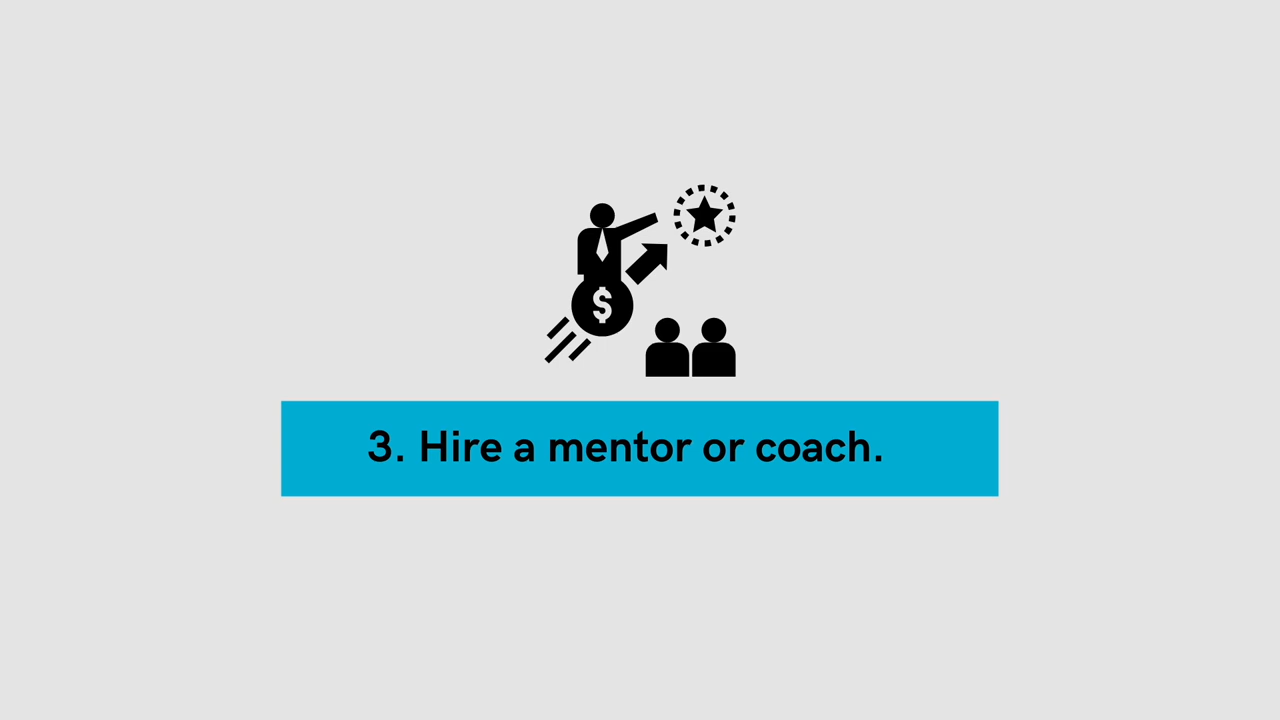 $
3. Hire a mentor or coach.